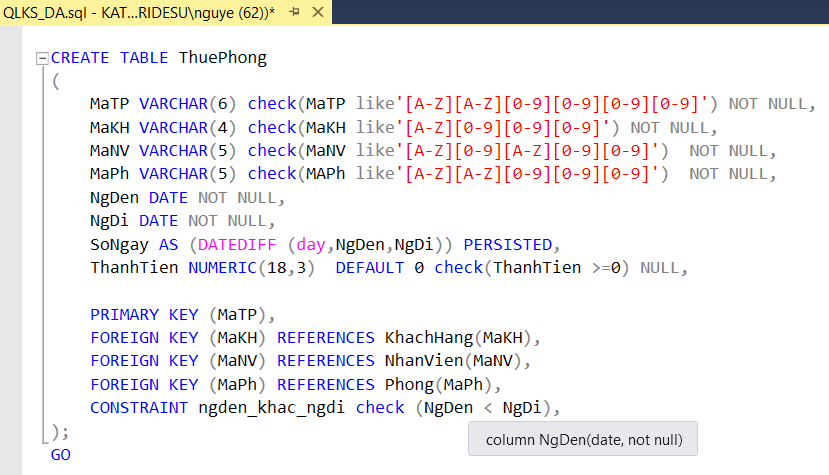 QLKS_DA.sql - KAT...RIDESU\nguye (62))*
CREATE TABLE ThuePhong
(
MaTP VARCHAR(6) check(MaTP like'[A-Z][A-Z][0-9][0-9][0-9][0-9]') NOT NULL,
MaKH VARCHAR(4) check(MaKH like'[A-Z][0-9][0-9][0-9]') NOT NULL,
MaNV VARCHAR(5) check(MaNV like'[A-Z][0-9][A-Z][0-9][0-9]')  NOT NULL,
MaPh VARCHAR(5) check(MAPh like'[A-Z][A-Z][0-9][0-9][0-9]')  NOT NULL,
NgDen DATE NOT NULL,
NgDi DATE NOT NULL,
SoNgay AS (DATEDIFF (day,NgDen,NgDi)) PERSISTED,
ThanhTien NUMERIC(18,3)  DEFAULT 0 check(ThanhTien >=0) NULL,
PRIMARY KEY (MaTP),
FOREIGN KEY (MaKH) REFERENCES KhachHang(MaKH),
FOREIGN KEY (MaNV) REFERENCES NhanVien(MaNV),
FOREIGN KEY (MaPh) REFERENCES Phong(MaPh),
CONSTRAINT ngden_khac_ngdi check (NgDen < NgDi),
);
column NgDen(date, not null)
GO